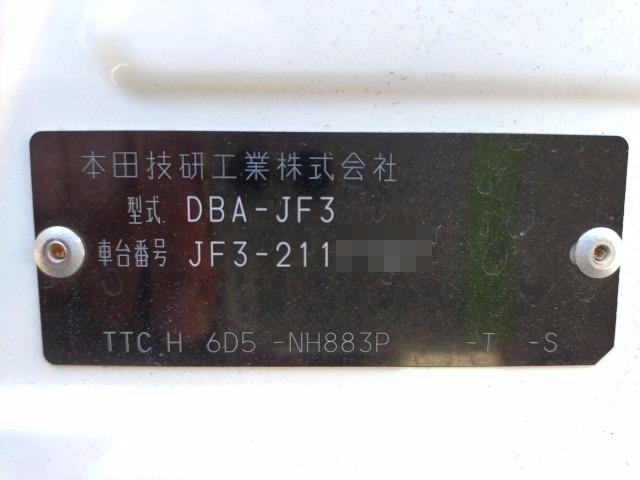 本田技研工業株式会社
型式 DBA-JF3
車台番号 JF3-211
TTC H 6D5 -NH883P -T -S